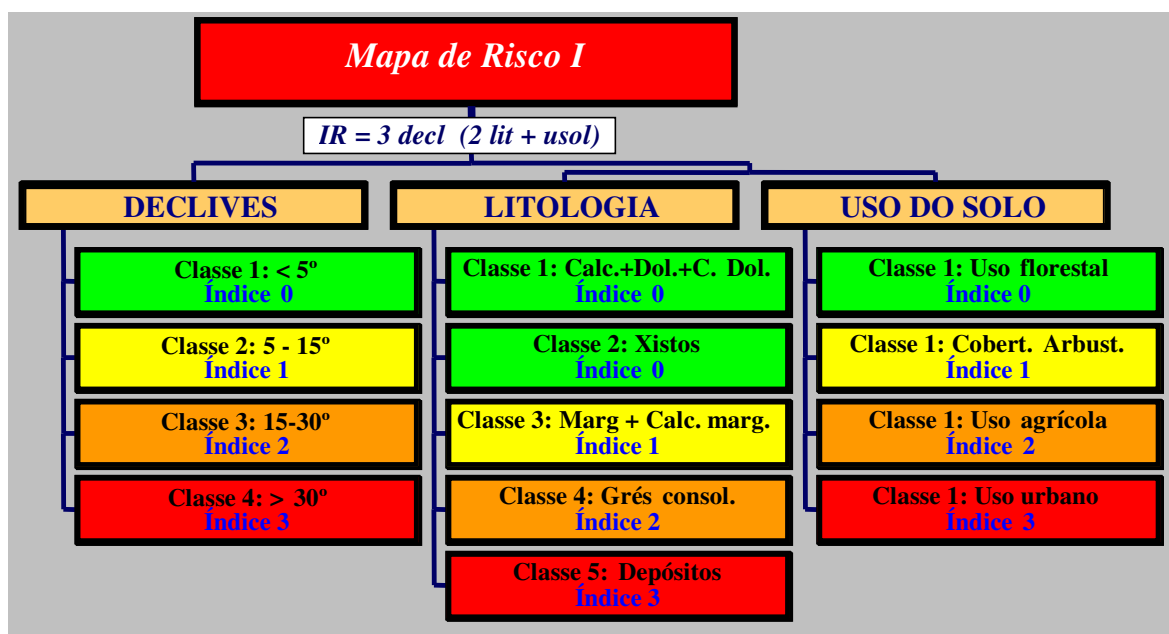 Mapa de Risco I
IR = 3 decl (2 lit + usol)
DECLIVES
Classe 1: < 5º
Índice 0
Classe 2: 5 - 15º
Índice 1
Classe 3: 15-30º
Índice 2
Classe 4: > 30º
Índice 3
LITOLOGIA
Classe 1: Calc.+Dol.+C. Dol.
Índice 0
Classe 2: Xistos
Índice 0
Classe 3: Marg + Calc. marg.
Índice 1
Classe 4: Grés consol.
Índice 2
Classe 5: Depósitos
Índice 3
USO DO SOLO
Classe 1: Uso florestal
Índice 0
Classe 1: Cobert. Arbust.
Índice 1
Classe 1: Uso agrícola
Índice 2
Classe 1: Uso urbano
Índice 3